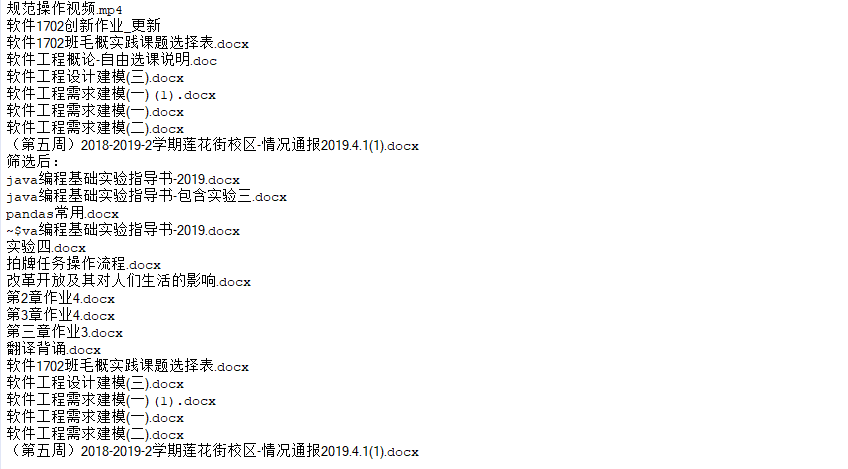 规范操作视频.mp4
软件1702创新作业_更新
软件1702班毛概实践课题选择表.docx
软件工程概论-自由选课说明.doc
软件工程设计建模(三).docx
软件工程需求建模(一) (1).docx
软件工程需求建模(一).docx
软件工程需求建模(二).docx
（第五周）2018-2019-2学期莲花街校区-情况通报2019.4.1(1).docx
筛选后：
java编程基础实验指导书-2019.docx
java编程基础实验指导书-包含实验三.docx
pandas常用.docx
~$va编程基础实验指导书-2019.docx
实验四.docx
拍牌任务操作流程.docx
改革开放及其对人们生活的影响.docx
第2章作业4.docx
第3章作业4.docx
第三章作业3.docx
翻译背诵.docx
软件1702班毛概实践课题选择表.docx
软件工程设计建模(三).docx
软件工程需求建模(一) (1).docx
软件工程需求建模(一).docx
软件工程需求建模(二).docx
（第五周）2018-2019-2学期莲花街校区-情况通报2019.4.1(1).docx